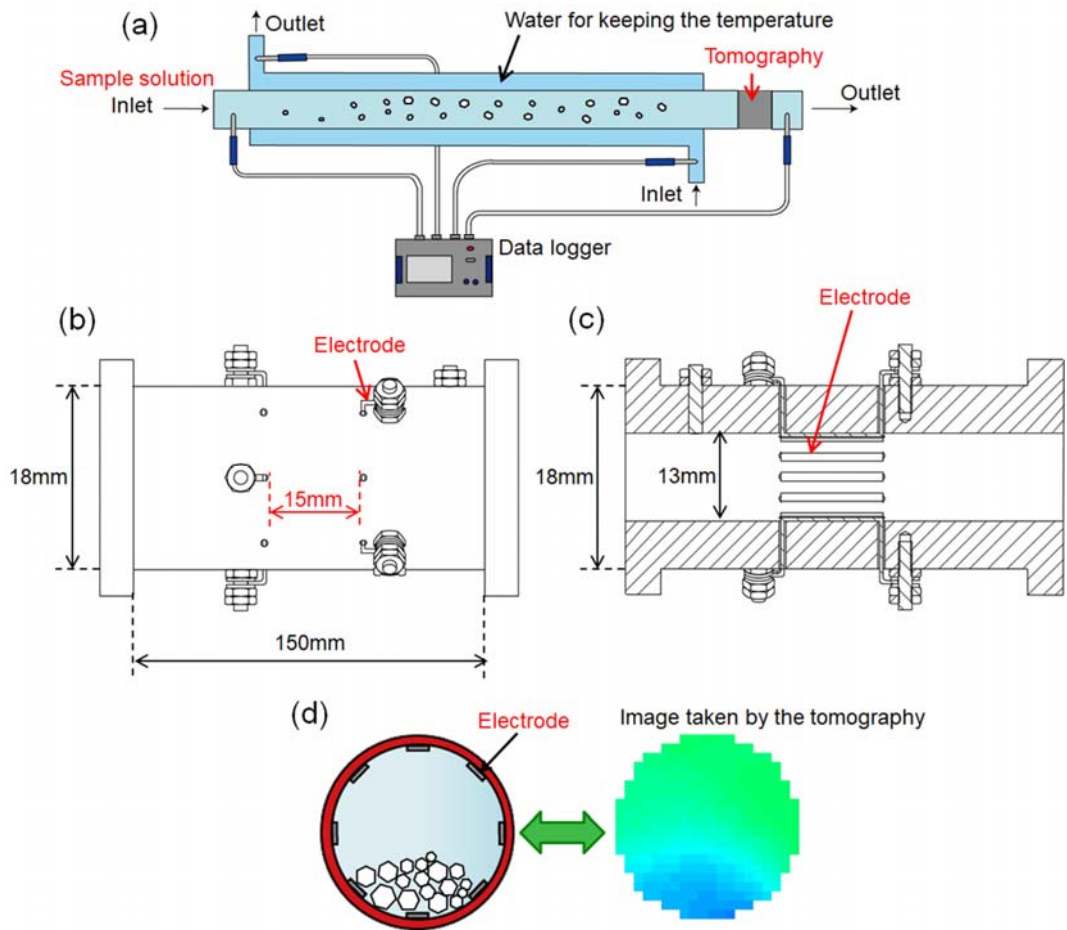 (a)
Outlet
Water for keeping the temperature
Tomography
Sample solution
Inlet
Outlet
Inlet
Data logger
(b)
Electrode
18mm
15mm
150mm
(c)
Electrode
18mm
13mm
(d)
Electrode
Image taken by the tomography